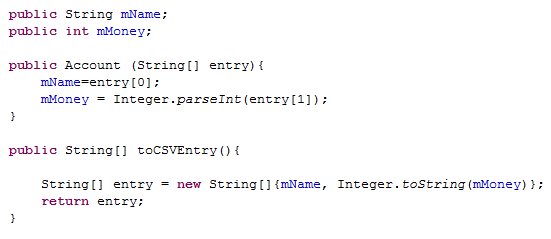 public String mName;
public int mMoney;
public Account (String[] entry){
mName=entry[0];
mMoney = Integer.parseInt(entry[1]);
}
public String[] toCSVEntry(){
String[] entry = new String[]{mName, Integer.toString(mMoney)};
return entry;
}